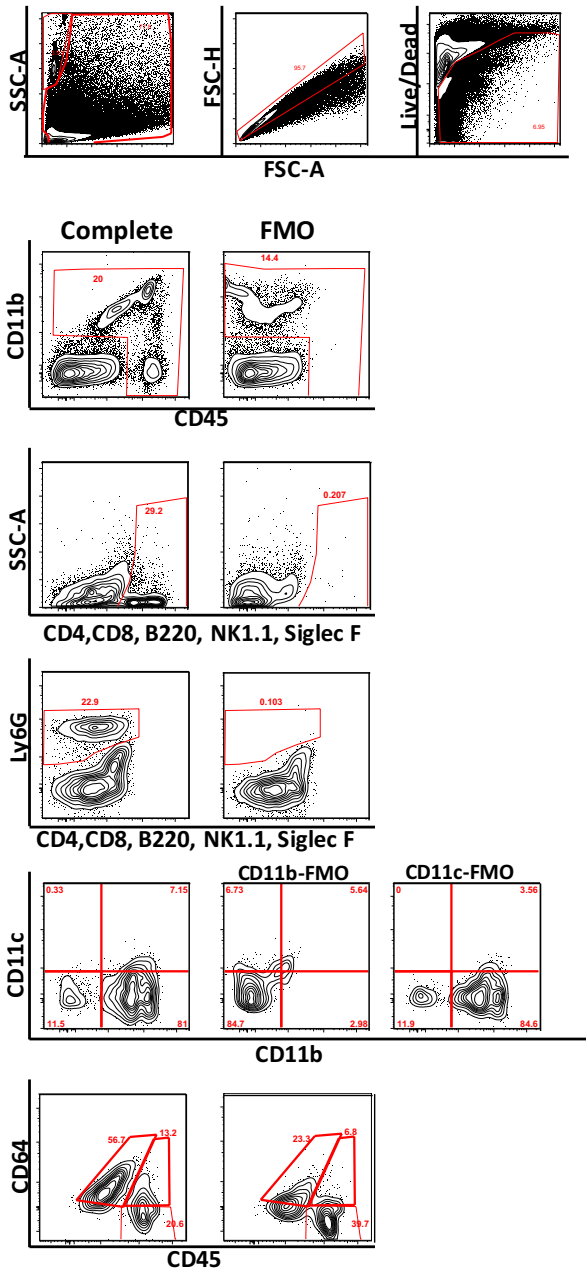 SSC-A
FSC-H
95.7
Live/Dead
6.95
FSC-A
Complete
FMO
CD11b
20
14.4
CD45
SSC-A
29.2
0.207
CD4,CD8, B220, NK1.1, Siglec F
Ly6G
22.9
0.103
CD4,CD8, B220, NK1.1, Siglec F
CD11b-FMO
CD11c-FMO
CD11c
0.33
7.15
6.73
5.64
0
3.56
11.5
81
84.7
2.98
11.9
84.6
CD11b
CD64
56.7
13.2
20.6
23.3
6.8
39.7
CD45